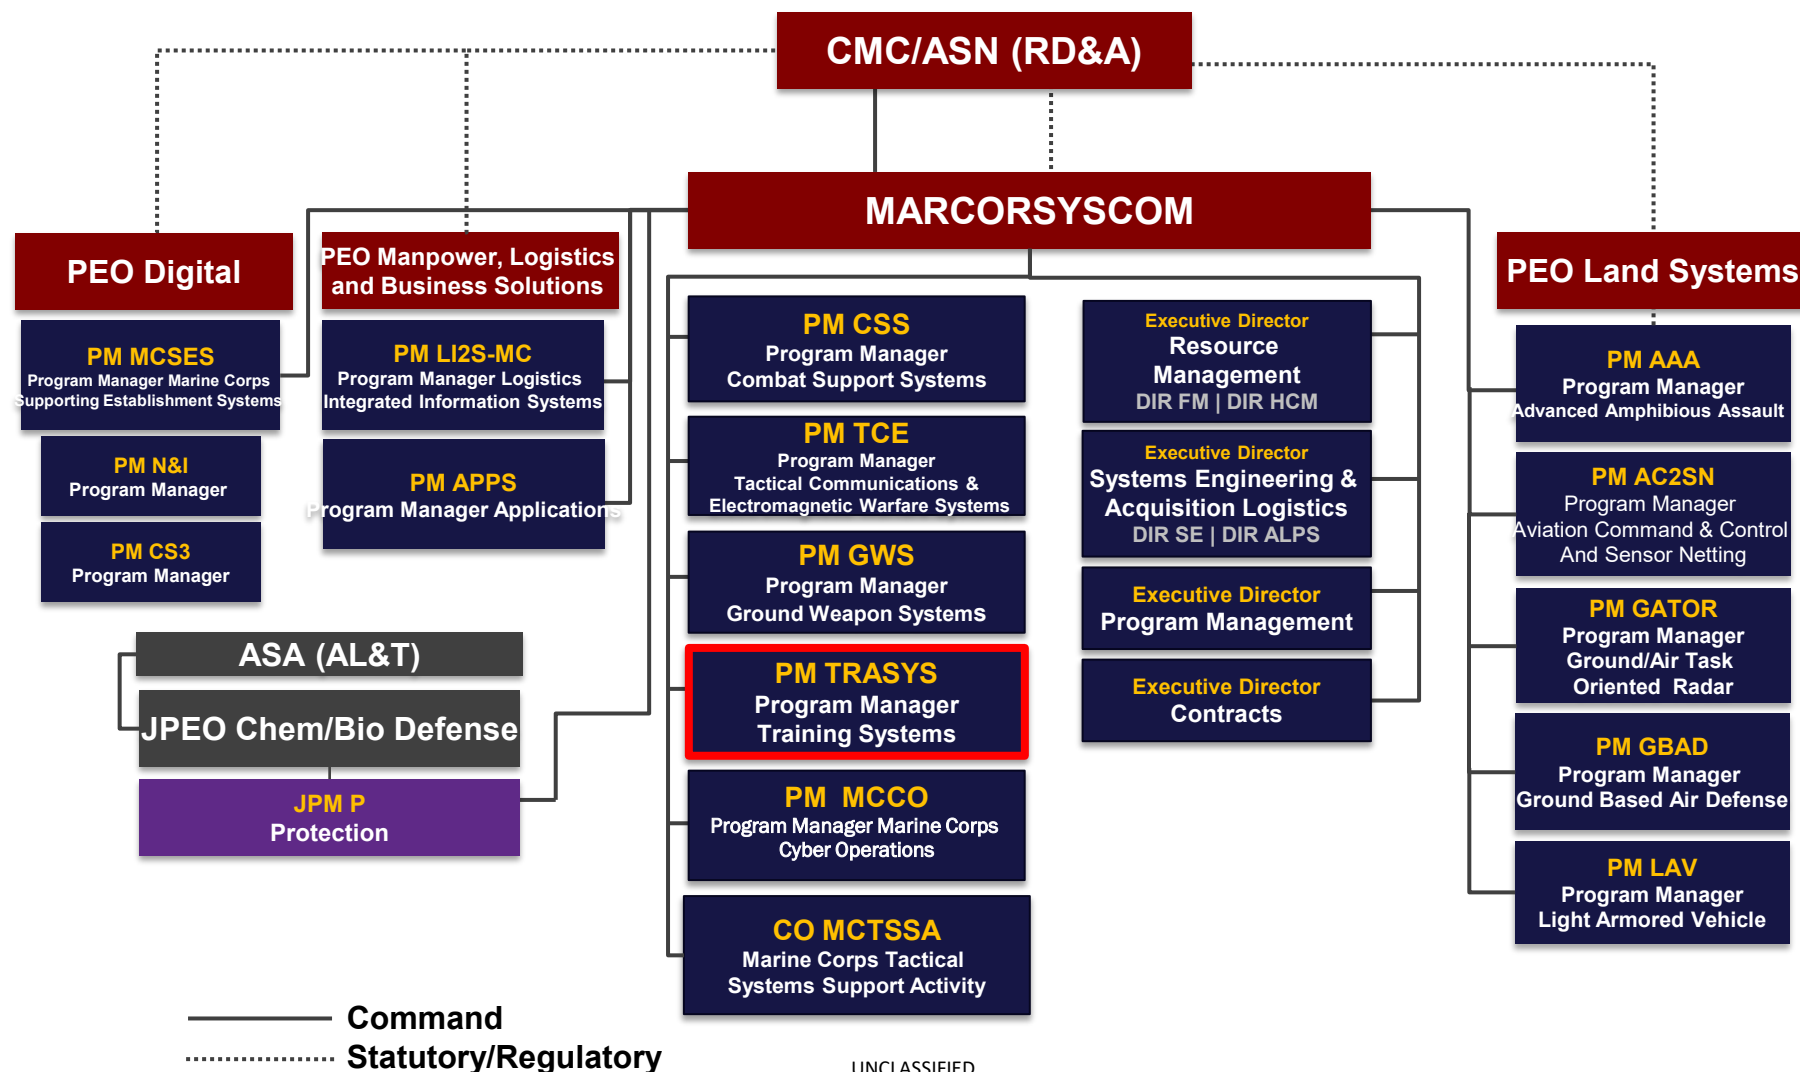 CMC/ASN (RD&A)
MARCORSYSCOM
PEO Digital
PM MCSES
Program Manager Marine Corps
Supporting Establishment Systems
PM N&I
Program Manager
PM CS3
Program Manager
PEO Manpower, Logistics
and Business Solutions
PM LI2S-MC
Program Manager Logistics
Integrated Information Systems
PM APPS
Program Manager Applications
ASA (AL&T)
JPEO Chem/Bio Defense
JPM P
Protection
PM CSS
Program Manager
Combat Support Systems
PM TCE
Program Manager
Tactical Communications &
Electromagnetic Warfare Systems
PM GWS
Program Manager
Ground Weapon Systems
PM TRASYS
Program Manager
Training Systems
PM MCCO
Program Manager Marine Corps
Cyber Operations
CO MCTSSA
Marine Corps Tactical
Systems Support Activity
Executive Director
Resource
Management
DIR FM | DIR HCM
Executive Director
Systems Engineering &
Acquisition Logistics
DIR SE | DIR ALPS
Executive Director
Program Management
Executive Director
Contracts
PEO Land Systems
PM AAA
Program Manager
Advanced Amphibious Assault
PM AC2SN
Program Manager
Aviation Command & Control
And Sensor Netting
PM GATOR
Program Manager
Ground/Air Task
Oriented Radar
PM GBAD
Program Manager
Ground Based Air Defense
PM LAV
Program Manager
Light Armored Vehicle
Command
Statutory/Regulatory
UNCLASSIFIED